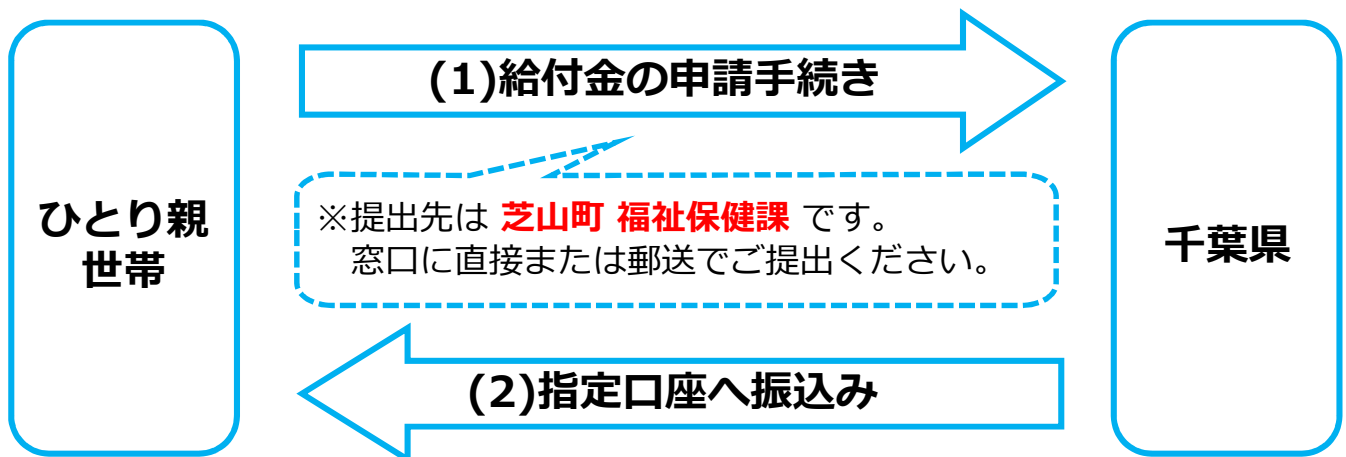 (1)給付金の申請手続き
ひとり親
世帯
※提出先は 芝山町 福祉保健課 です。
窓口に直接または郵送でご提出ください。
千葉県
(2)指定口座へ振込み